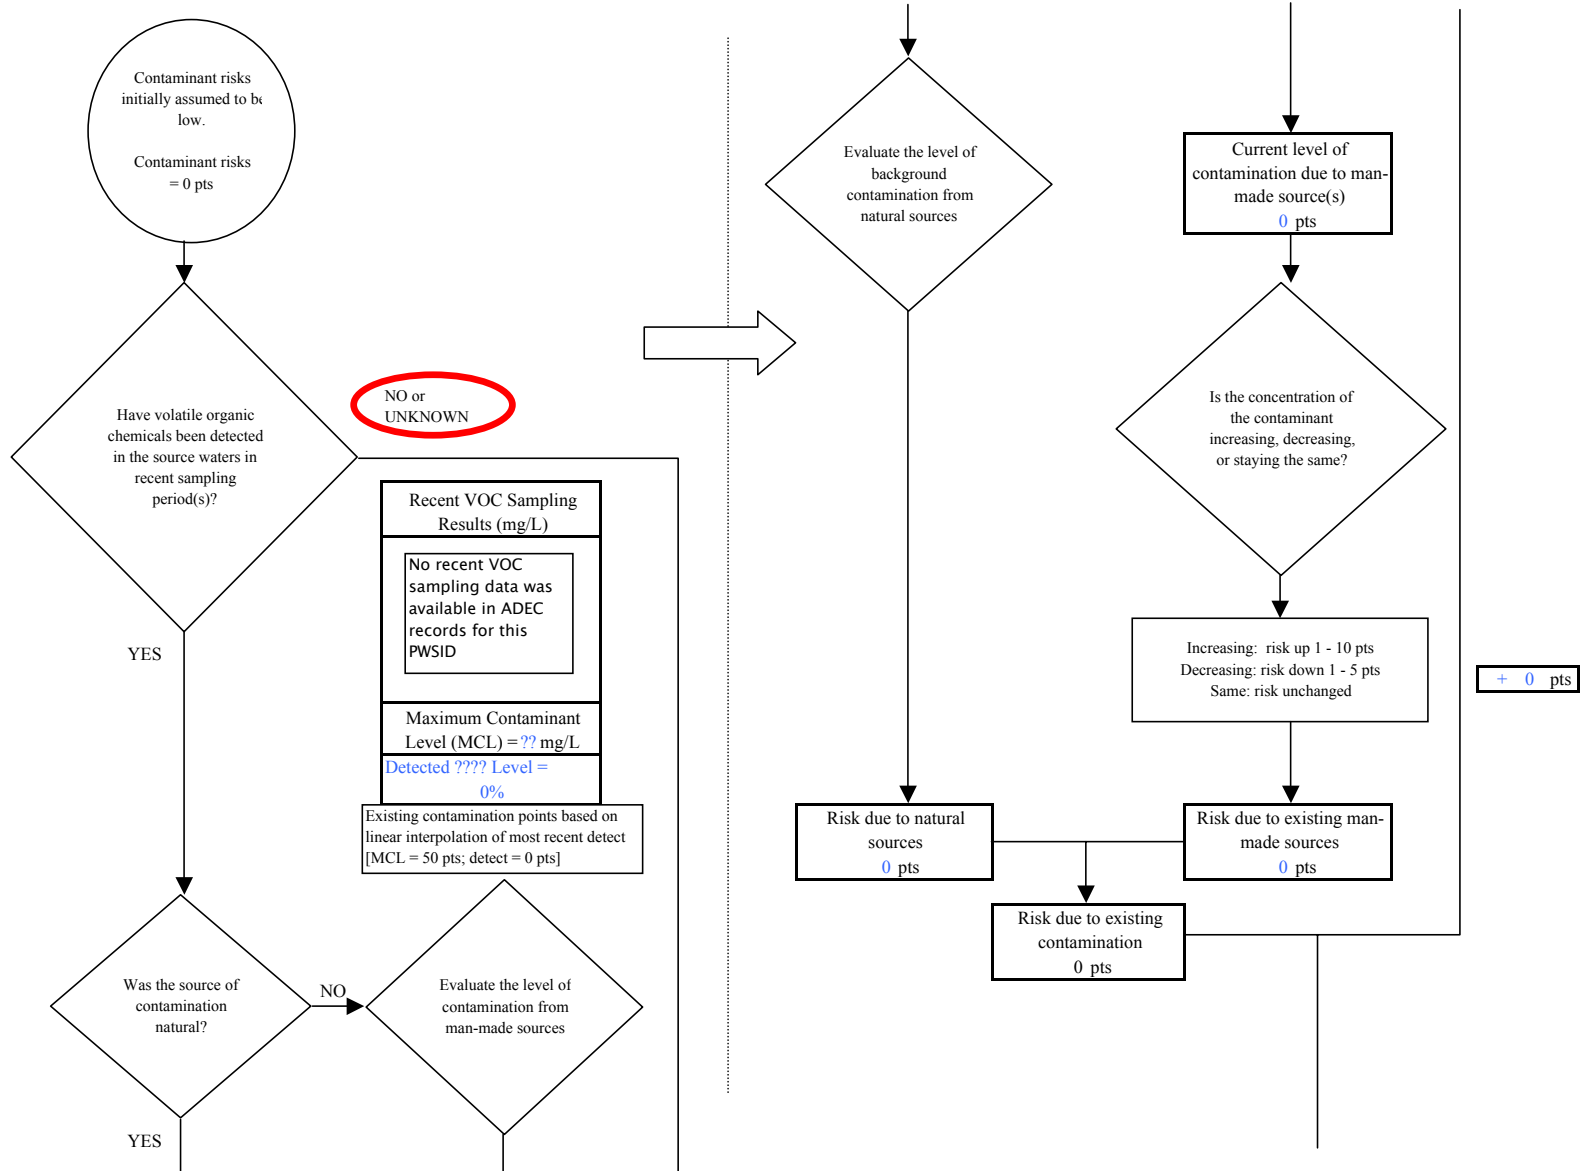 Contaminant risks
initially assumed to be
low.
Contaminant risks
= 0 pts
Have volatile organic
chemicals been detected
in the source waters in
recent sampling
period(s)?
NO or
UNKNOWN
YES
Recent VOC Sampling
Results (mg/L)
No recent VOC
sampling data was
available in ADEC
records for this
PWSID
Maximum Contaminant
Level (MCL) = ?? mg/L
Detected ???? Level =
0%
Existing contamination points based on
linear interpolation of most recent detect
[MCL = 50 pts; detect = 0 pts]
Was the source of
contamination
natural?
NO
Evaluate the level of
contamination from
man-made sources
YES
Evaluate the level of
background
contamination from
natural sources
Current level of
contamination due to man-
made source(s)
0 pts
Is the concentration of
the contaminant
increasing, decreasing,
or staying the same?
Increasing: risk up 1 - 10 pts
Decreasing: risk down 1 - 5 pts
Same: risk unchanged
+ 0 pts
Risk due to natural
sources
0 pts
Risk due to existing man-
made sources
0 pts
Risk due to existing
contamination
0 pts